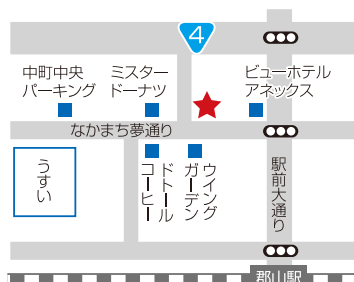 4
中町中央
パーキング
ミスター
ドーナツ
ビューホテル
アネックス
なかまち夢通り
うすい
ドトール
コーヒー
ウイング
ガーデン
駅前大通り
郡山駅